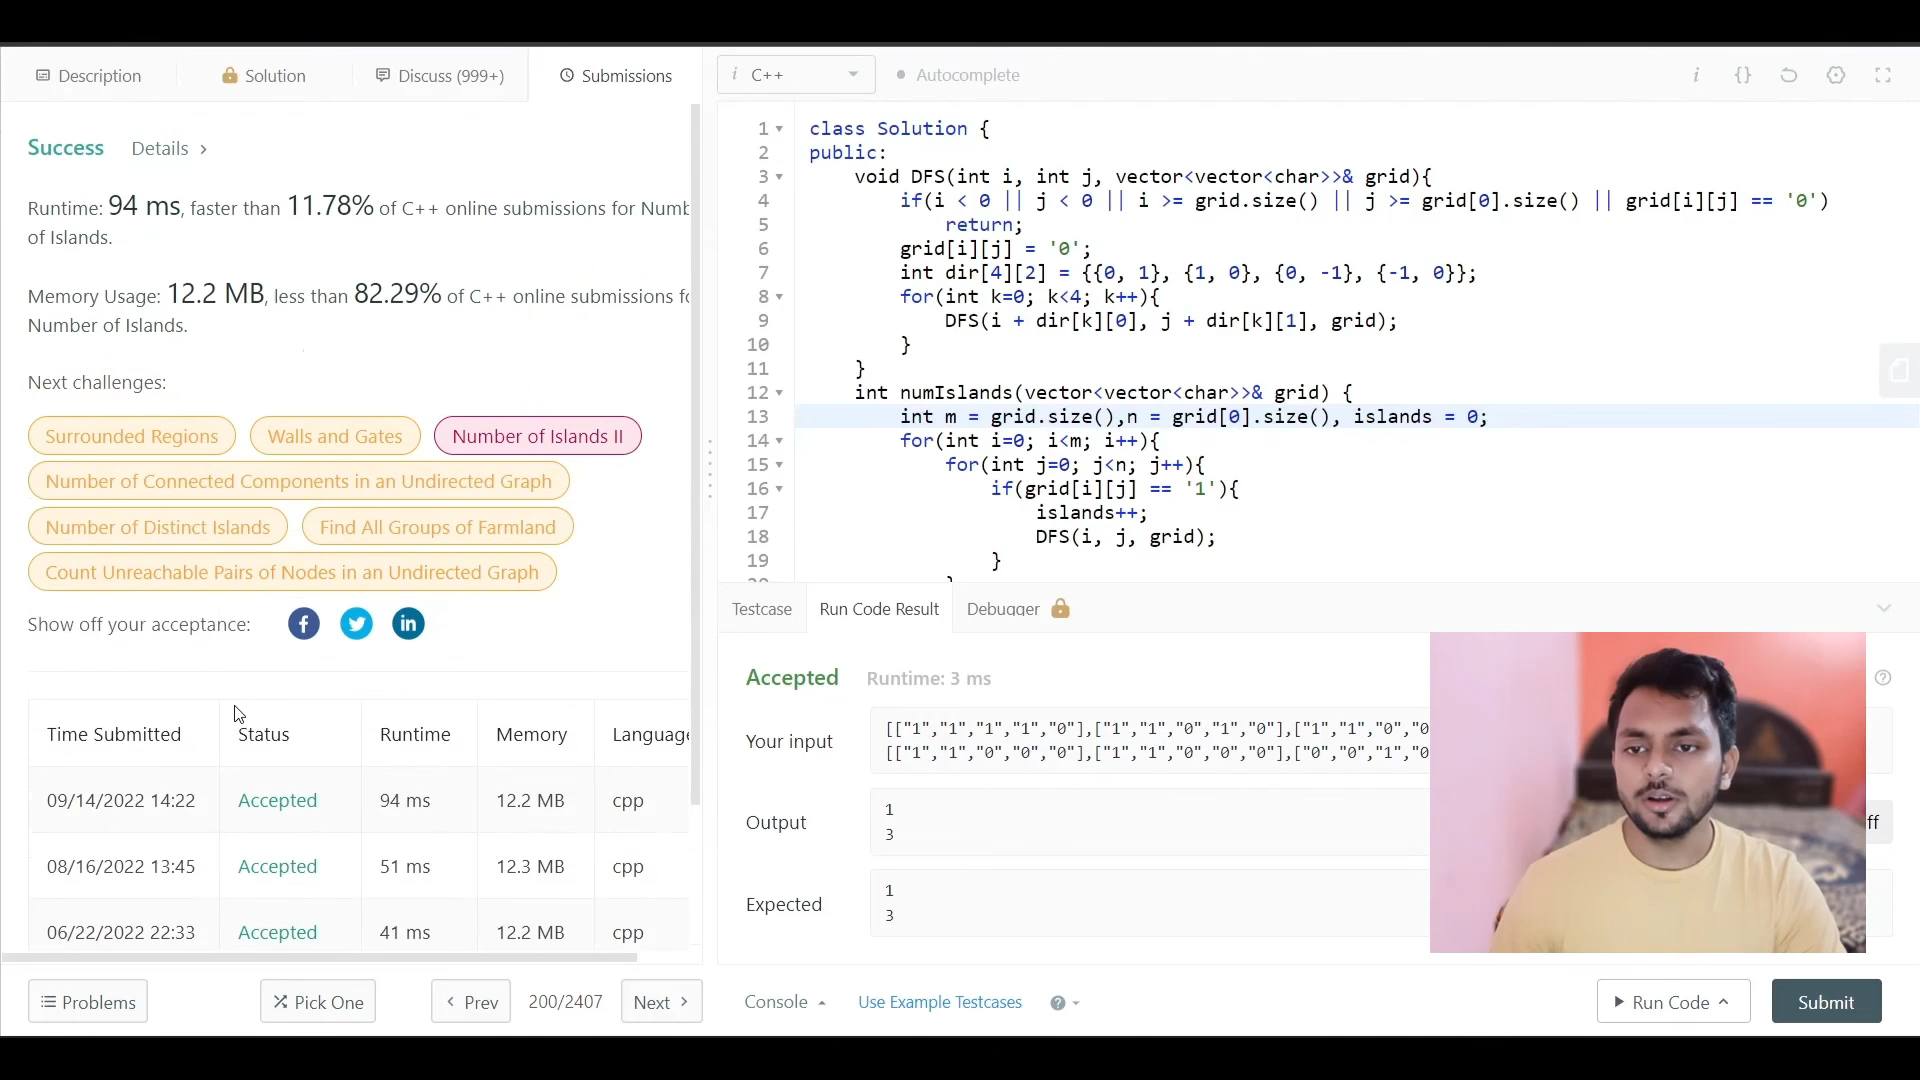 Description
Solution
Discuss (999+)
Submissions
i C++
Autocomplete
i {}
Success Details
Runtime: 94 ms, faster than 11.78% of C++ online submissions for Numb
of Islands.
Memory Usage: 12.2 MB, less than 82.29% of C++ online submissions fo
Number of Islands.
Next challenges:
Surrounded Regions
Walls and Gates
Number of Islands II
Number of Connected Components in an Undirected Graph
Number of Distinct Islands
Find All Groups of Farmland
Count Unreachable Pairs of Nodes in an Undirected Graph
Show off your acceptance:
Time Submitted Status Runtime Memory Language
09/14/2022 14:22 Accepted 94 ms 12.2 MB cpp
08/16/2022 13:45 Accepted 51 ms 12.3 MB cpp
06/22/2022 22:33 Accepted 41 ms 12.2 MB cpp
Problems
Pick One
Prev
200/2407
Next
1 class Solution {
2 public:
3 void DFS(int i, int j, vector<vector<char>>& grid){
4 if(i < 0 || j < 0 || i >= grid.size() || j >= grid[0].size() || grid[i][j] == '0')
5 return;
6 grid[i][j] = '0';
7 int dir[4][2] = {{0, 1}, {1, 0}, {0, -1}, {-1, 0}};
8 for(int k=0; k<4; k++){
9 DFS(i + dir[k][0], j + dir[k][1], grid);
10 }
11 }
12 int numIslands(vector<vector<char>>& grid) {
13 int m = grid.size(),n = grid[0].size(), islands = 0;
14 for(int i=0; i<m; i++){
15 for(int j=0; j<n; j++){
16 if(grid[i][j] == '1'){
17 islands++;
18 DFS(i, j, grid);
19 }
Testcase
Run Code Result
Debugger
Accepted Runtime: 3 ms
Your input
[["1","1","1","1","0"],["1","1","0","1","0"],["1","1","0","0
[["1","1","0","0","0"],["1","1","0","0","0"],["0","0","1","0
Output
1
3
ff
Expected
1
3
Console
Use Example Testcases
Run Code
Submit